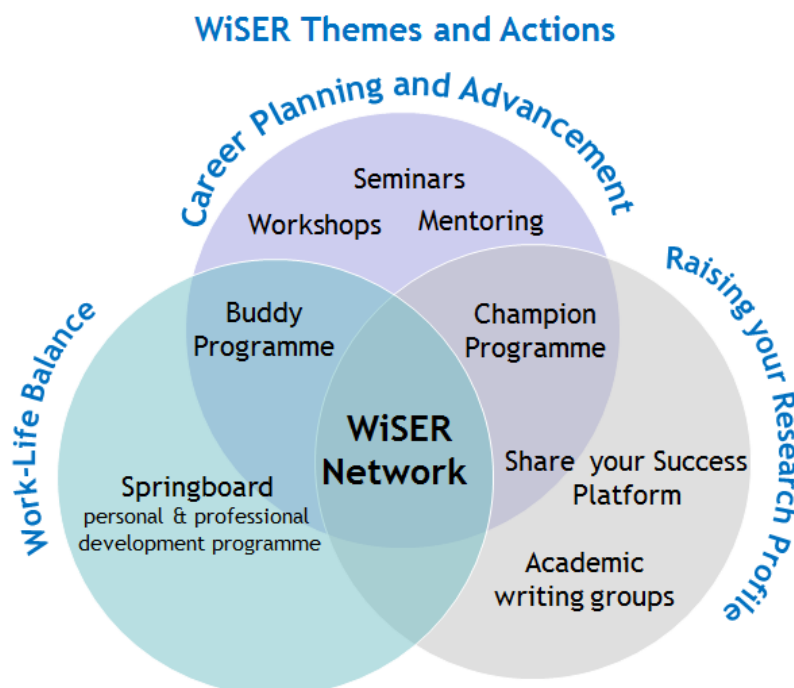 WiSER Themes and Actions
Career Planning and Advancement
Seminars
Workshops
Mentoring
Work-Life Balance
Raising your Research Profile
Buddy
Programme
Champion
Programme
WiSER
Network
Springboard
personal & professional
development programme
Share your Success
Platform
Academic
writing groups